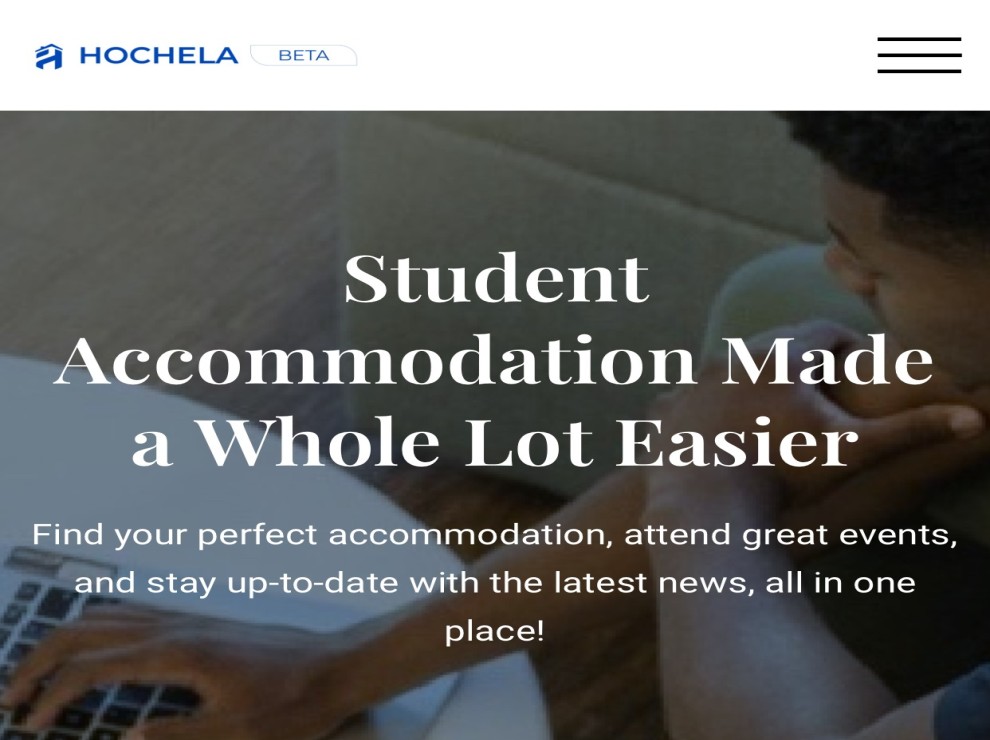 HOCHELA BETA
Student
Accommodation Made
a Whole Lot Easier
Find your perfect accommodation, attend great events,
and stay up-to-date with the latest news, all in one
place!